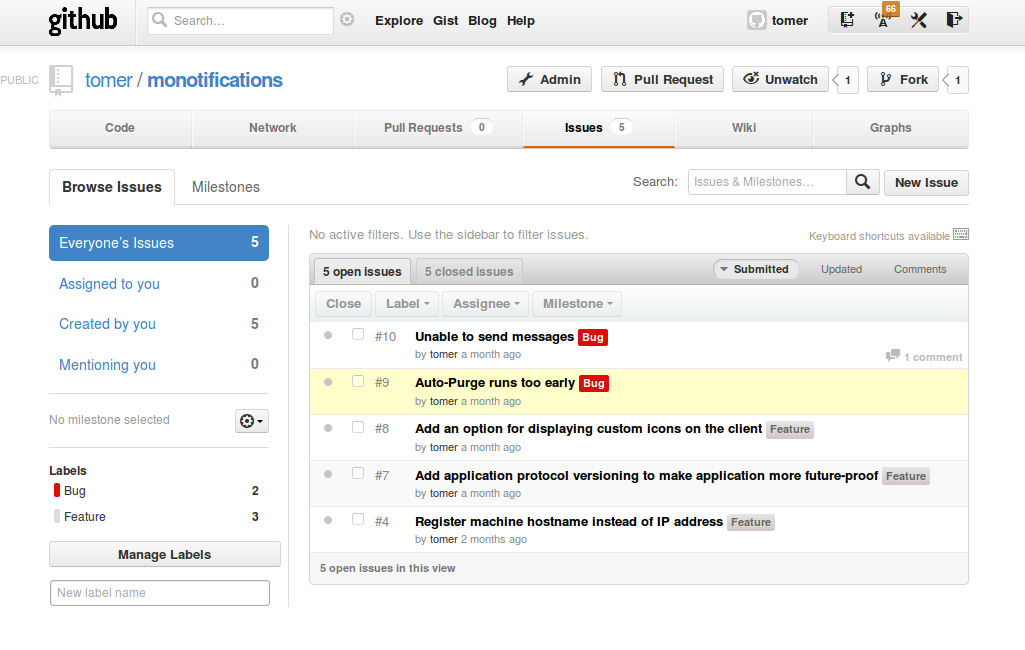 github Search... Explore Gist Blog Help tomer 66
PUBLIC tomer / monotifications Admin Pull Request Unwatch 1 Fork 1
Code Network Pull Requests 0 Issues 5 Wiki Graphs
Browse Issues Milestones Search: Issues & Milestones... New Issue
Everyone's Issues 5
Assigned to you 0
Created by you 5
Mentioning you 0
No milestone selected
Labels
Bug 2
Feature 3
Manage Labels
New label name
No active filters. Use the sidebar to filter issues. Keyboard shortcuts available
5 open issues 5 closed issues Submitted Updated Comments
Close Label Assignee Milestone
#10 Unable to send messages Bug
by tomer a month ago 1 comment
#9 Auto-Purge runs too early Bug
by tomer a month ago
#8 Add an option for displaying custom icons on the client Feature
by tomer a month ago
#7 Add application protocol versioning to make application more future-proof Feature
by tomer a month ago
#4 Register machine hostname instead of IP address Feature
by tomer 2 months ago
5 open issues in this view